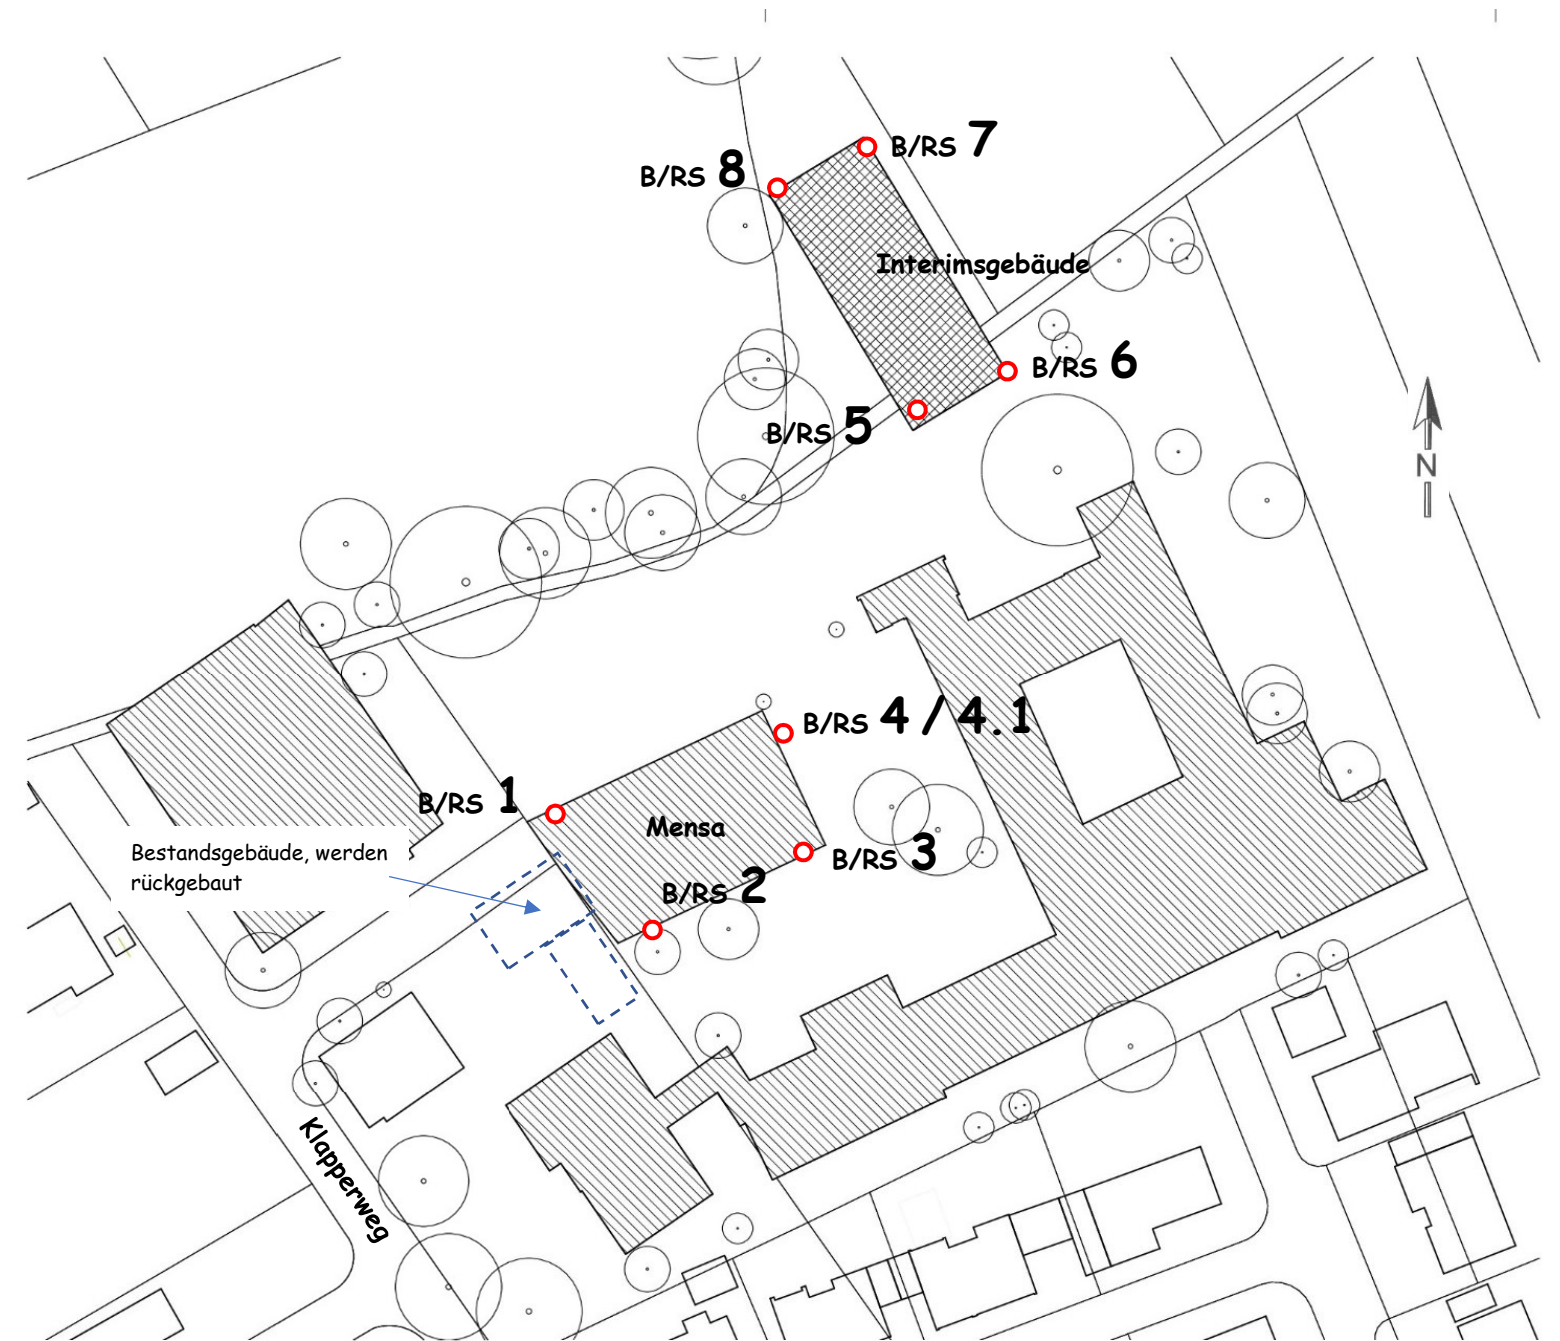 B/RS 7
B/RS 8
Interimsgebäude
B/RS 6
B/RS 5
N
B/RS 4 / 4.1
B/RS 1
Mensa
B/RS 3
Bestandsgebäude, werden
rückgebaut
B/RS 2
Klapperweg